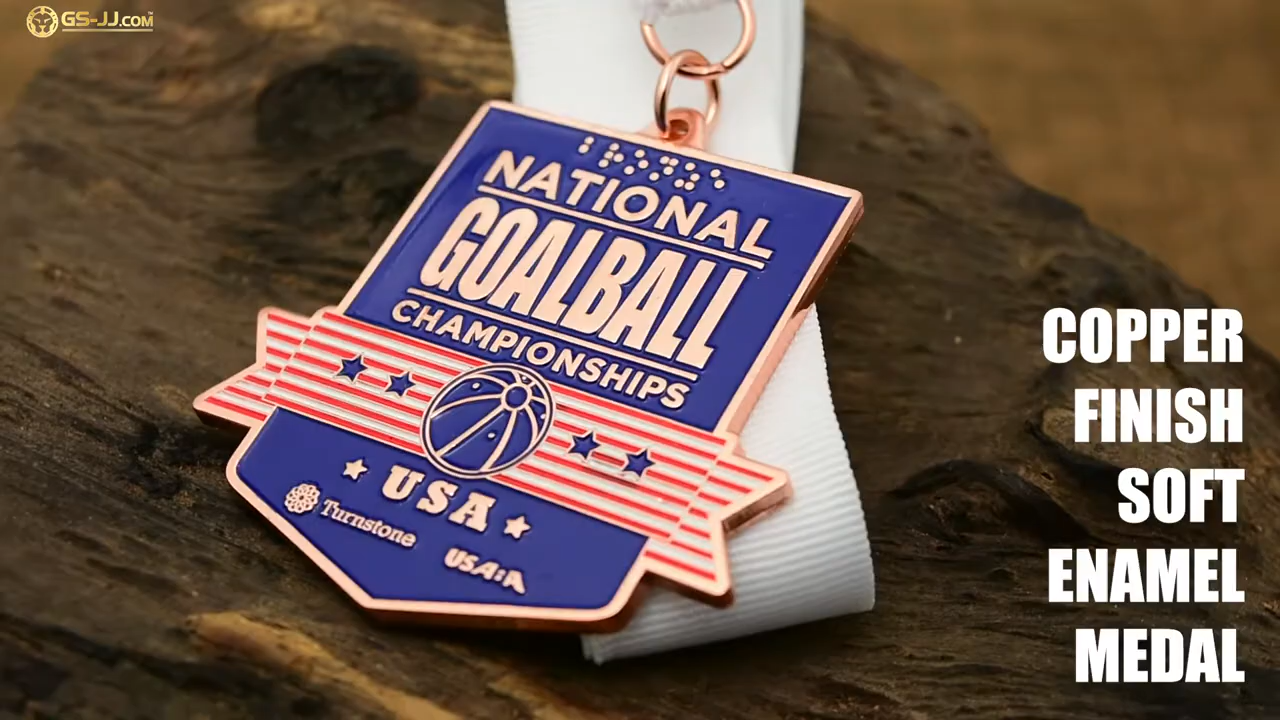 GS-JJ.COM
NATIONAL
GOALBALL
CHAMPIONSHIPS
USA
Turnstone
USA:A
COPPER
FINISH
SOFT
ENAMEL
MEDAL